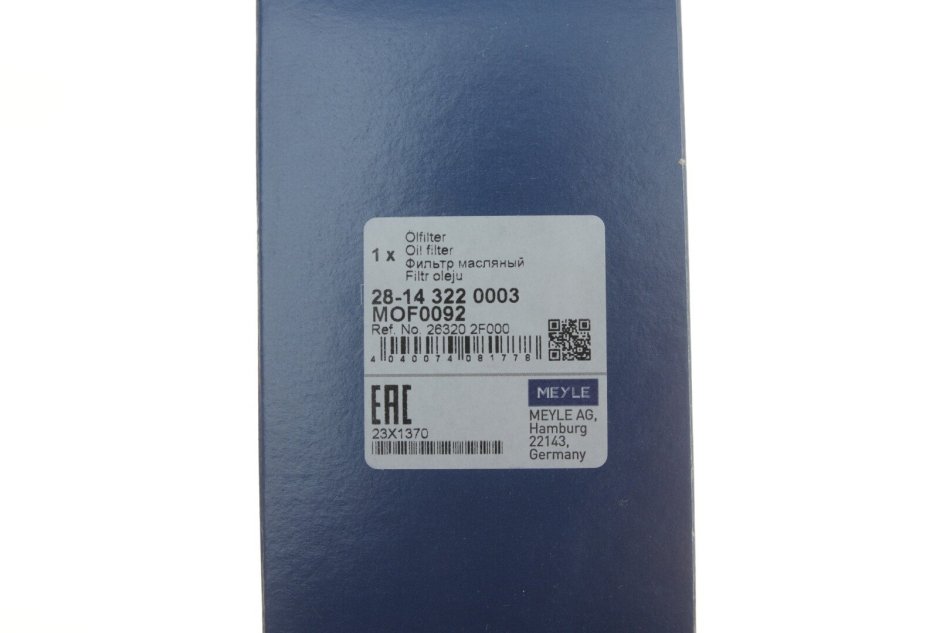 1 x
Ölfilter
Oil filter
Фильтр масляный
Filtr oleju
28-14 322 0003
MOF0092
Ref. No. 26320 2F000
4 040074 081778
EAC
23X1370
MEYLE
MEYLE AG,
Hamburg
22143,
Germany